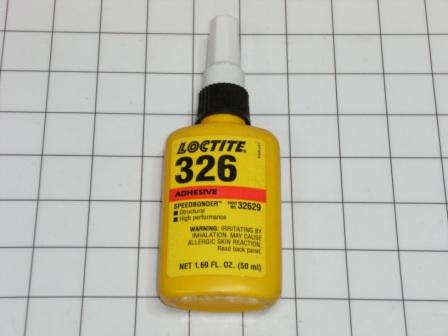 LOCTITE®
326
ADHESIVE
SPEEDBONDER™ PART NO. 32629
■ Structural
■ High performance
WARNING: IRRITATING BY
INHALATION. MAY CAUSE
ALLERGIC SKIN REACTION.
Read back panel.
NET 1.69 FL. OZ. (50 ml)